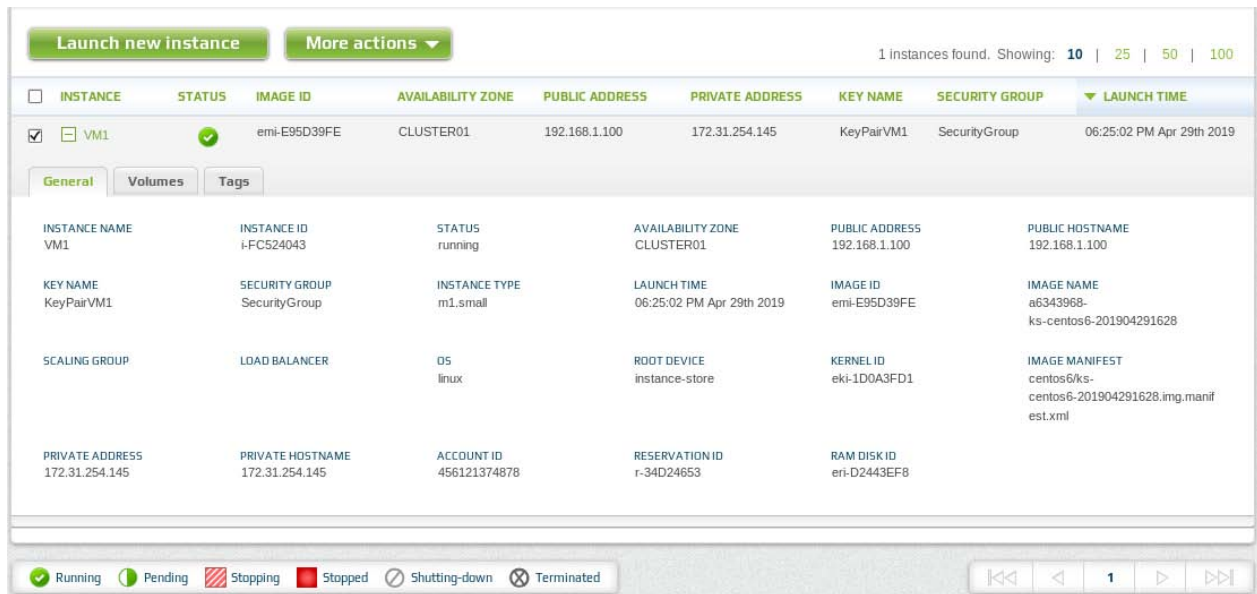 Launch new instance More actions
1 instances found. Showing: 10 | 25 | 50 | 100
INSTANCE STATUS IMAGE ID AVAILABILITY ZONE PUBLIC ADDRESS PRIVATE ADDRESS KEY NAME SECURITY GROUP LAUNCH TIME
VM1 emi-E95D39FE CLUSTER01 192.168.1.100 172.31.254.145 KeyPairVM1 SecurityGroup 06:25:02 PM Apr 29th 2019
General Volumes Tags
INSTANCE NAME INSTANCE ID STATUS AVAILABILITY ZONE PUBLIC ADDRESS PUBLIC HOSTNAME
VM1 i-FC524043 running CLUSTER01 192.168.1.100 192.168.1.100
KEY NAME SECURITY GROUP INSTANCE TYPE LAUNCH TIME IMAGE ID IMAGE NAME
KeyPairVM1 SecurityGroup m1.small 06:25:02 PM Apr 29th 2019 emi-E95D39FE a6343968-
ks-centos6-201904291628
SCALING GROUP LOAD BALANCER OS ROOT DEVICE KERNEL ID IMAGE MANIFEST
linux instance-store eki-1D0A3FD1 centos6/ks-
centos6-201904291628.img.manif
est.xml
PRIVATE ADDRESS PRIVATE HOSTNAME ACCOUNT ID RESERVATION ID RAM DISK ID
172.31.254.145 172.31.254.145 456121374878 r-34D24653 eri-D2443EF8
Running Pending Stopping Stopped Shutting-down Terminated 1